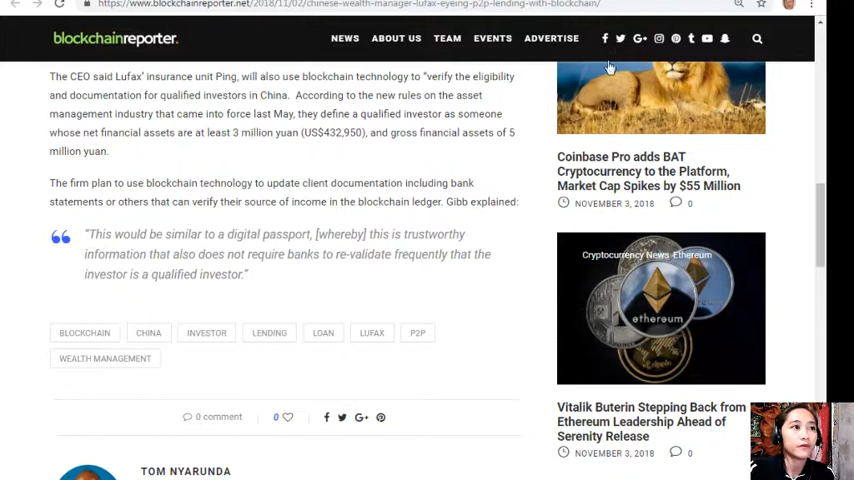 https://www.blockchainreporter.net/2018/11/02/chinese-wealth-manager-lufax-eyeing-p2p-lending-with-blockchain/
blockchainreporter.
NEWS ABOUT US TEAM EVENTS ADVERTISE
The CEO said Lufax' insurance unit Ping, will also use blockchain technology to "verify the eligibility
and documentation for qualified investors in China. According to the new rules on the asset
management industry that came into force last May, they define a qualified investor as someone
whose net financial assets are at least 3 million yuan (US$432,950), and gross financial assets of 5
million yuan.
The firm plan to use blockchain technology to update client documentation including bank
statements or others that can verify their source of income in the blockchain ledger. Gibb explained:
"This would be similar to a digital passport, [whereby] this is trustworthy
information that also does not require banks to re-validate frequently that the
investor is a qualified investor."
BLOCKCHAIN CHINA INVESTOR LENDING LOAN LUFAX P2P
WEALTH MANAGEMENT
0 comment 0
TOM NYARUNDA
Coinbase Pro adds BAT
Cryptocurrency to the Platform,
Market Cap Spikes by $55 Million
NOVEMBER 3, 2018 0
Cryptocurrency News Ethereum
ethereum
ripple
Vitalik Buterin Stepping Back from
Ethereum Leadership Ahead of
Serenity Release
NOVEMBER 3, 2018 0